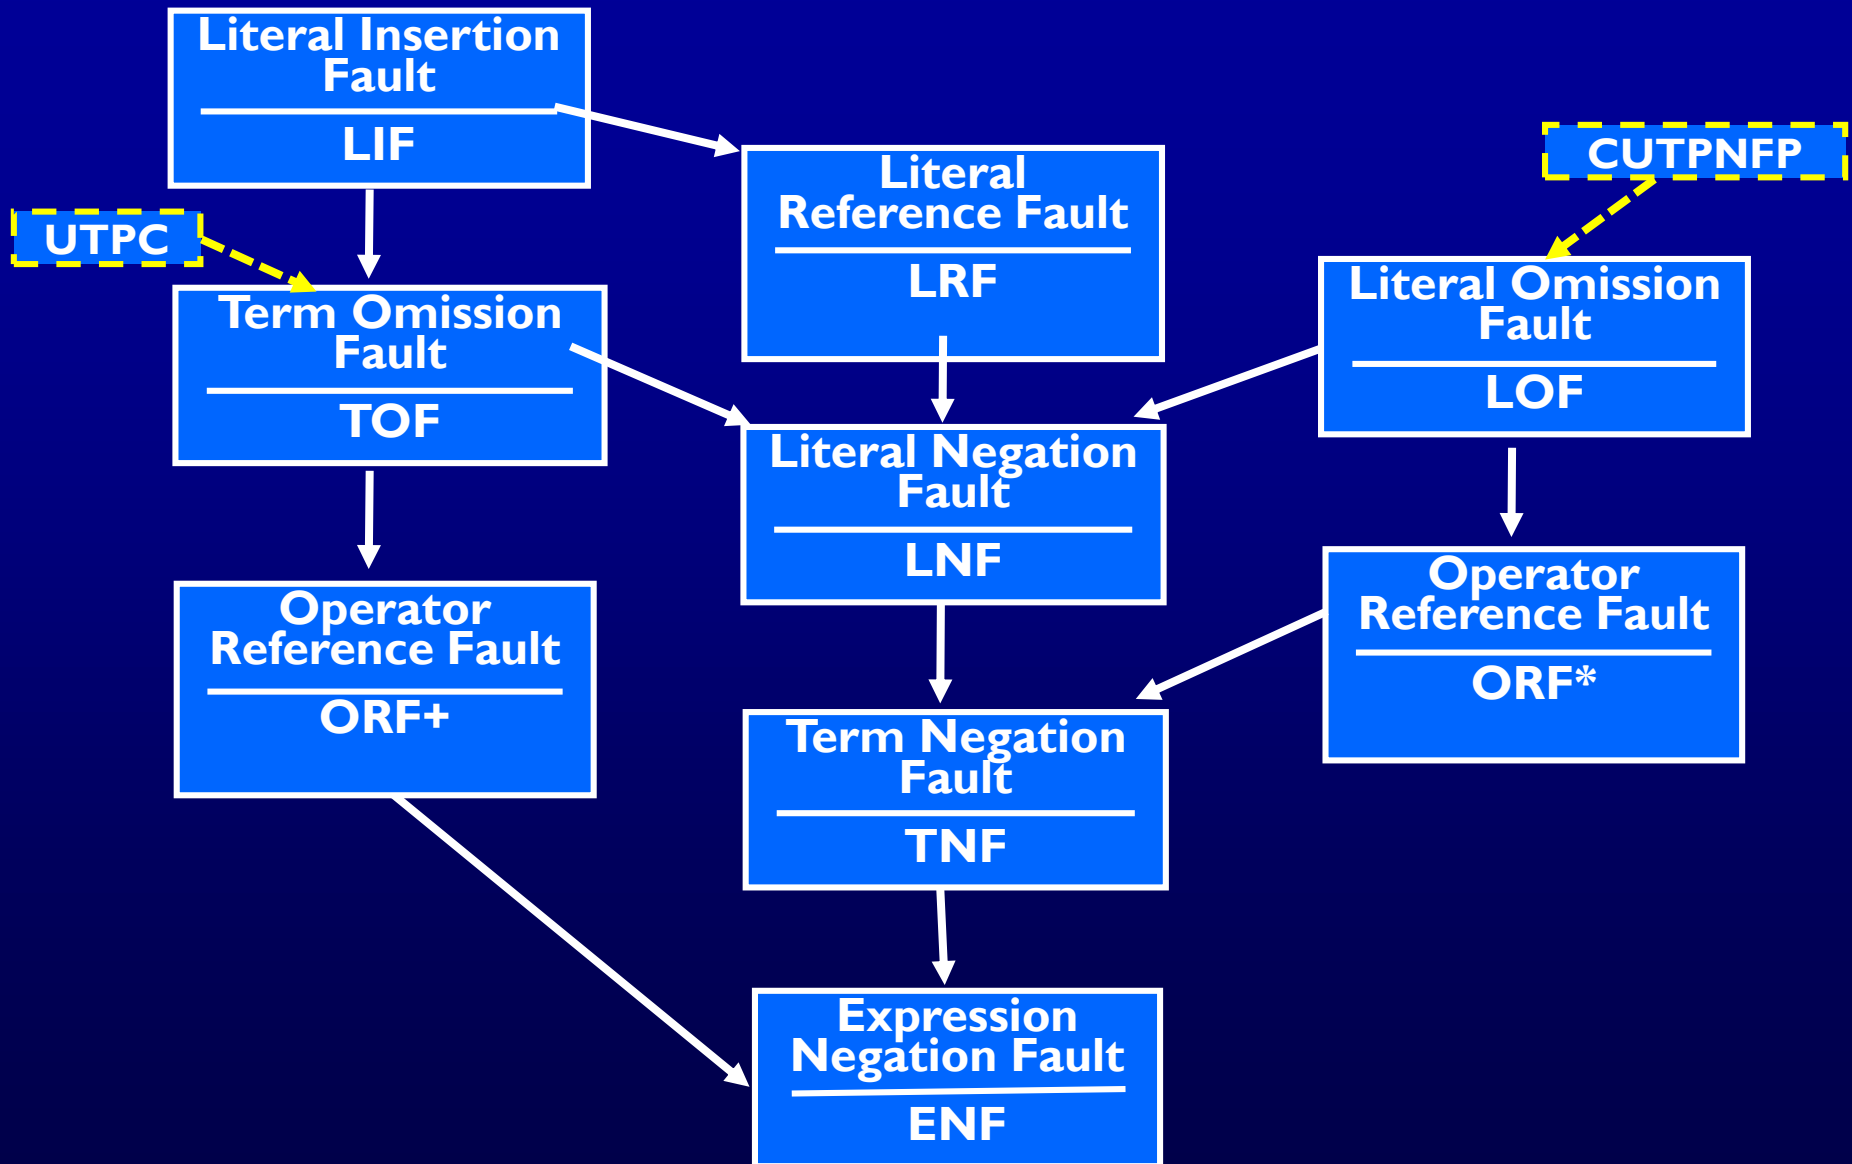 Literal Insertion
Fault
LIF
CUTPNFP
Literal
Reference Fault
LRF
UTPC
Literal Omission
Fault
LOF
Term Omission
Fault
TOF
Literal Negation
Fault
LNF
Operator
Reference Fault
ORF*
Operator
Reference Fault
ORF+
Term Negation
Fault
TNF
Expression
Negation Fault
ENF